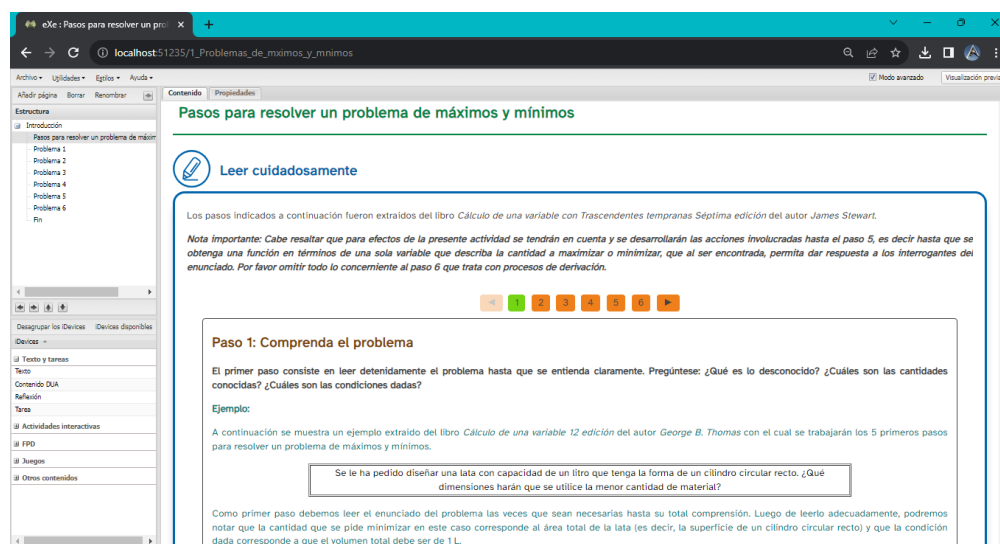 eXe : Pasos para resolver un pro
localhost:51235/1_Problemas_de_mximos_y_mnimos
Archivo Utilidades Estilos Ayuda
Modo avanzado Visualización previa
Añadir página Borrar Renombrar
Contenido Propiedades
Estructura
Introducción
Pasos para resolver un problema de máxim
Problema 1
Problema 2
Problema 3
Problema 4
Problema 5
Problema 6
Fin
Desagrupar los iDevices iDevices disponibles
iDevices
Texto y tareas
Texto
Contenido DUA
Reflexión
Tarea
Actividades interactivas
FPD
Juegos
Otros contenidos
Pasos para resolver un problema de máximos y mínimos
Leer cuidadosamente
Los pasos indicados a continuación fueron extraidos del libro Cálculo de una variable con Trascendentes tempranas Séptima edición del autor James Stewart.
Nota importante: Cabe resaltar que para efectos de la presente actividad se tendrán en cuenta y se desarrollarán las acciones involucradas hasta el paso 5, es decir hasta que se
obtenga una función en términos de una sola variable que describa la cantidad a maximizar o minimizar, que al ser encontrada, permita dar respuesta a los interrogantes del
enunciado. Por favor omitir todo lo concerniente al paso 6 que trata con procesos de derivación.
1 2 3 4 5 6
Paso 1: Comprenda el problema
El primer paso consiste en leer detenidamente el problema hasta que se entienda claramente. Pregúntese: ¿Qué es lo desconocido? ¿Cuáles son las cantidades
conocidas? ¿Cuáles son las condiciones dadas?
Ejemplo:
A continuación se muestra un ejemplo extraido del libro Cálculo de una variable 12 edición del autor George B. Thomas con el cual se trabajarán los 5 primeros pasos
para resolver un problema de máximos y mínimos.
Se le ha pedido diseñar una lata con capacidad de un litro que tenga la forma de un cilindro circular recto. ¿Qué
dimensiones harán que se utilice la menor cantidad de material?
Como primer paso debemos leer el enunciado del problema las veces que sean necesarias hasta su total comprensión. Luego de leerlo adecuadamente, podremos
notar que la cantidad que se pide minimizar en este caso corresponde al área total de la lata (es decir, la superficie de un cilindro circular recto) y que la condición
dada corresponde a que el volumen total debe ser de 1 L.